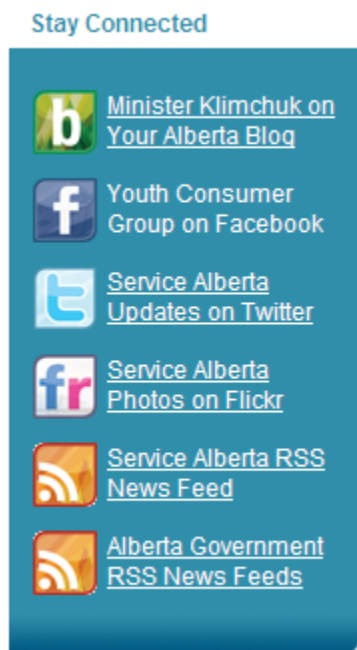 Stay Connected
b
Minister Klimchuk on
Your Alberta Blog
f
Youth Consumer
Group on Facebook
t
Service Alberta
Updates on Twitter
fr
Service Alberta
Photos on Flickr
Service Alberta RSS
News Feed
Alberta Government
RSS News Feeds